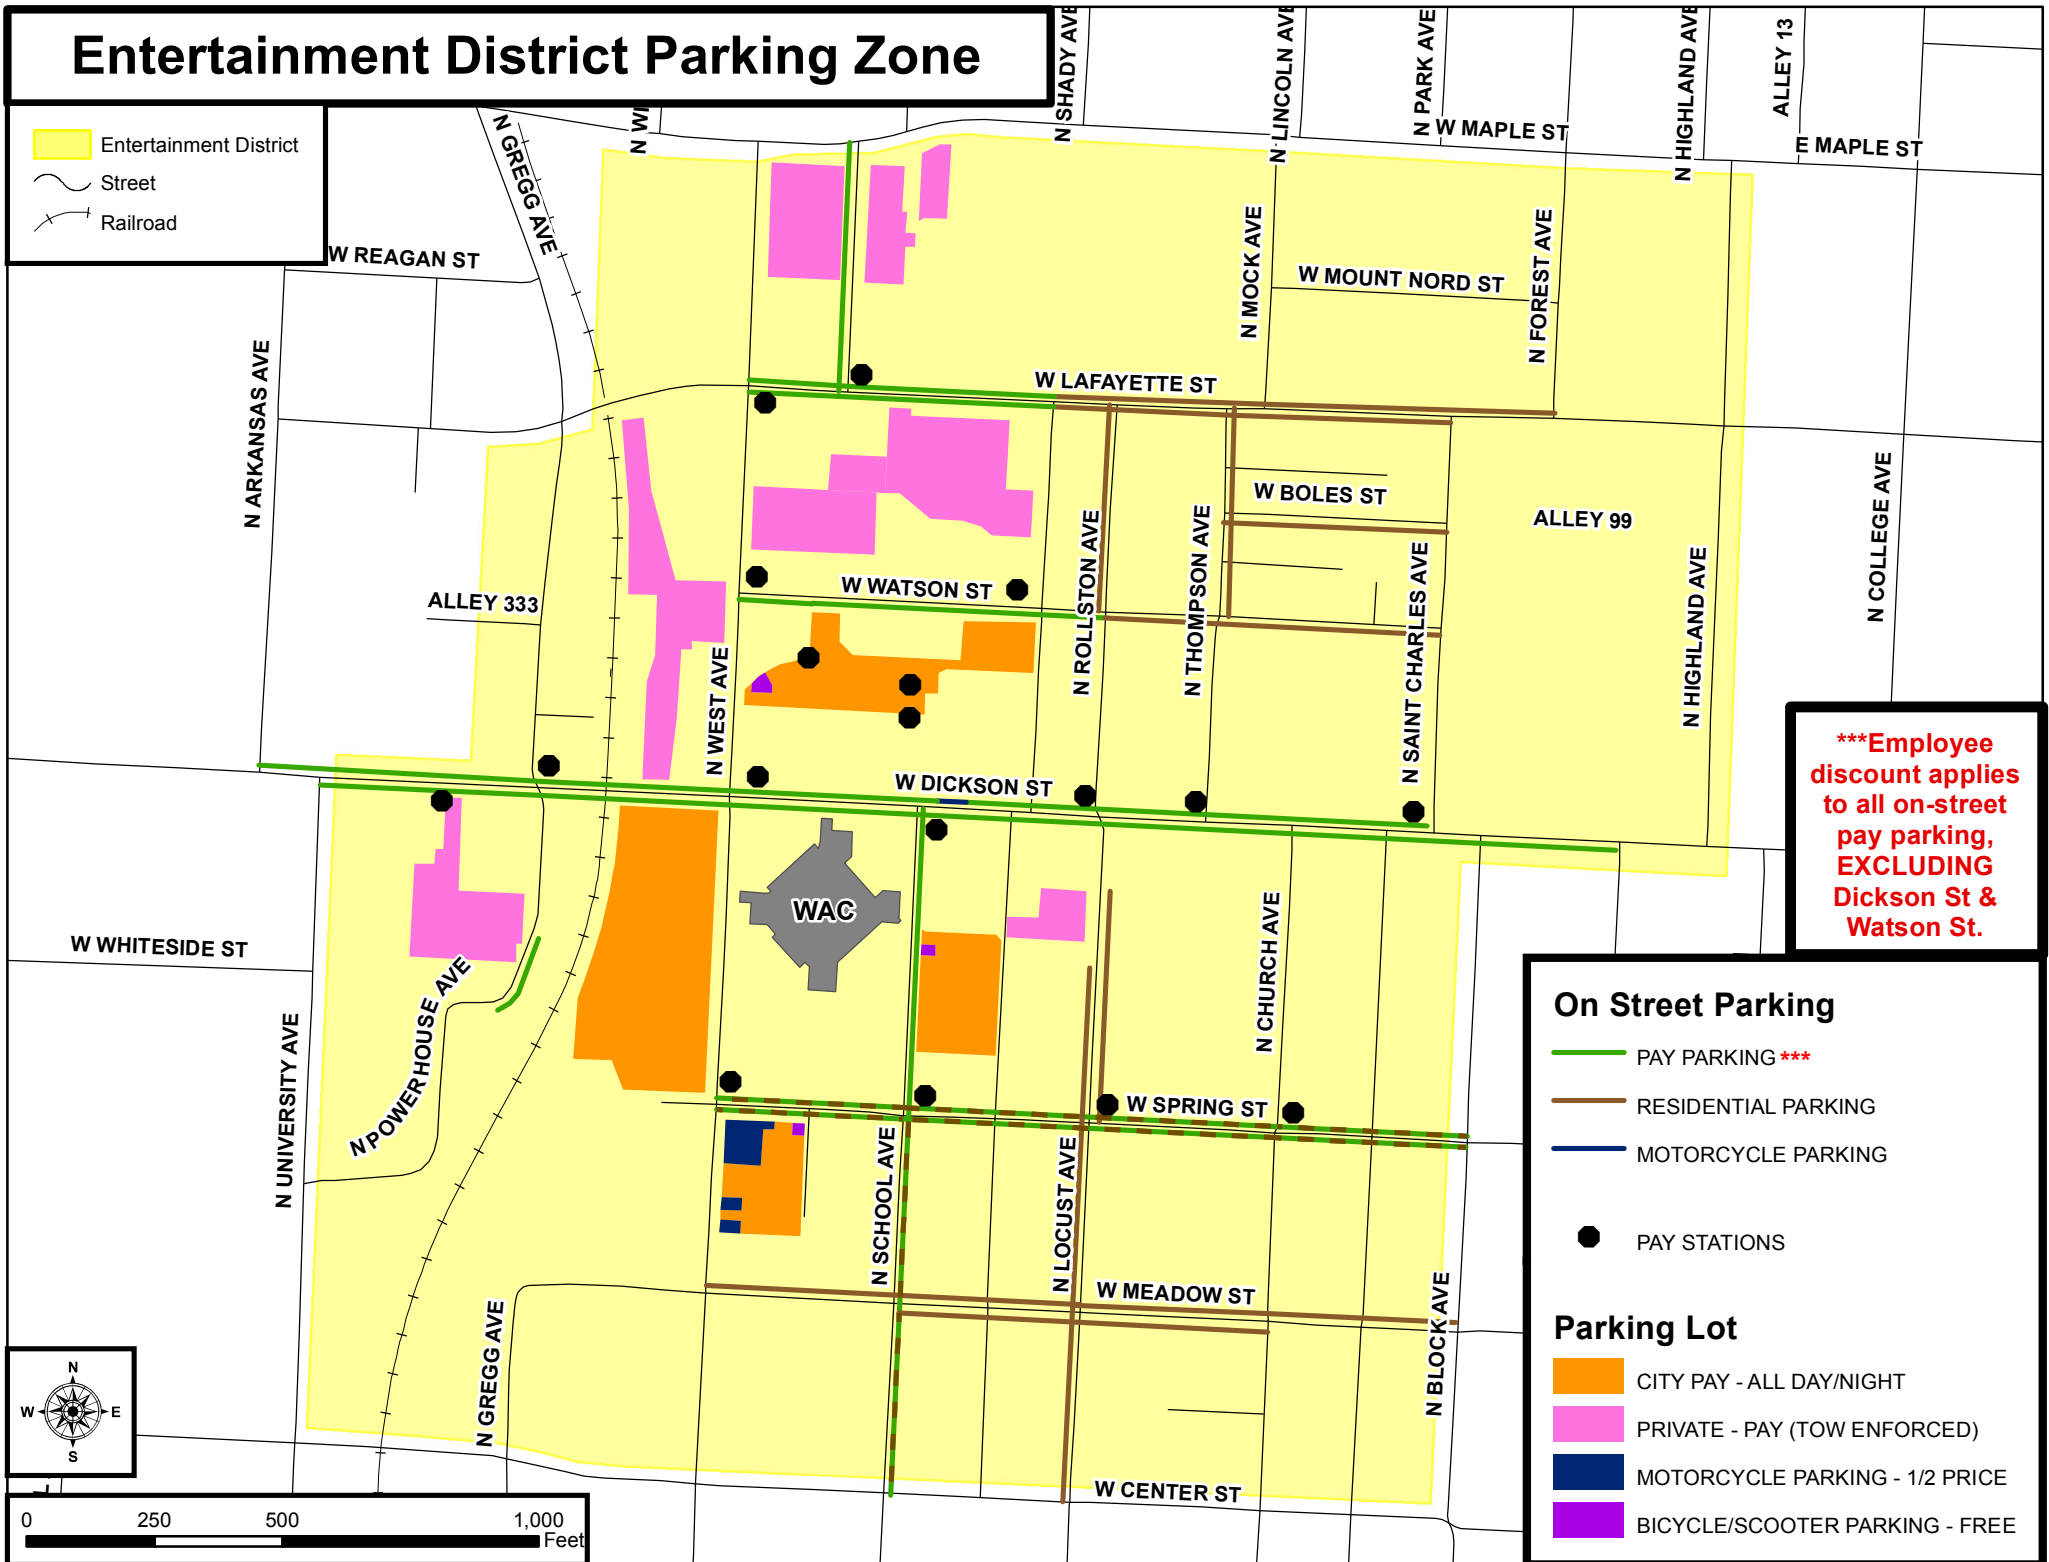 Entertainment District Parking Zone
Entertainment District
Street
Railroad
N GREGG AVE
N SHADY AVE
N LINCOLN AVE
N PARK AVE
N HIGHLAND AVE
ALLEY 13
W MAPLE ST
E MAPLE ST
W REAGAN ST
N MOCK AVE
W MOUNT NORD ST
N FOREST AVE
N ARKANSAS AVE
W LAFAYETTE ST
W BOLES ST
ALLEY 99
N COLLEGE AVE
ALLEY 333
W WATSON ST
N ROLLSTON AVE
N THOMPSON AVE
N SAINT CHARLES AVE
N HIGHLAND AVE
N WEST AVE
W DICKSON ST
***Employee
discount applies
to all on-street
pay parking,
EXCLUDING
Dickson St &
Watson St.
WAC
W WHITESIDE ST
N POWERHOUSE AVE
N UNIVERSITY AVE
N CHURCH AVE
W SPRING ST
N SCHOOL AVE
N LOCUST AVE
W MEADOW ST
N GREGG AVE
N BLOCK AVE
W CENTER ST
On Street Parking
PAY PARKING ***
RESIDENTIAL PARKING
MOTORCYCLE PARKING
PAY STATIONS
Parking Lot
CITY PAY - ALL DAY/NIGHT
PRIVATE - PAY (TOW ENFORCED)
MOTORCYCLE PARKING - 1/2 PRICE
BICYCLE/SCOOTER PARKING - FREE
N
W E
S
0 250 500 1,000
Feet